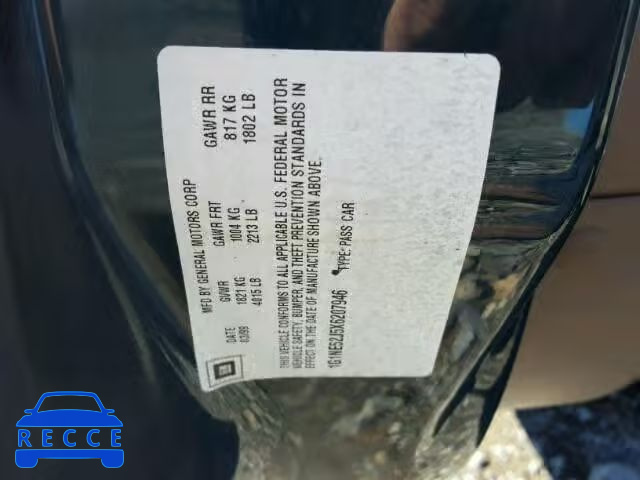 MFD BY GENERAL MOTORS CORP
DATE GVWR GAWR FRT GAWR RR
03/99 1821 KG 1004 KG 817 KG
4015 LB 2213 LB 1802 LB
THIS VEHICLE CONFORMS TO ALL APPLICABLE U.S. FEDERAL MOTOR
VEHICLE SAFETY, BUMPER, AND THEFT PREVENTION STANDARDS IN
EFFECT ON THE DATE OF MANUFACTURE SHOWN ABOVE.
1G1NE52J5X6207946 TYPE: PASS CAR
GM
RECCE